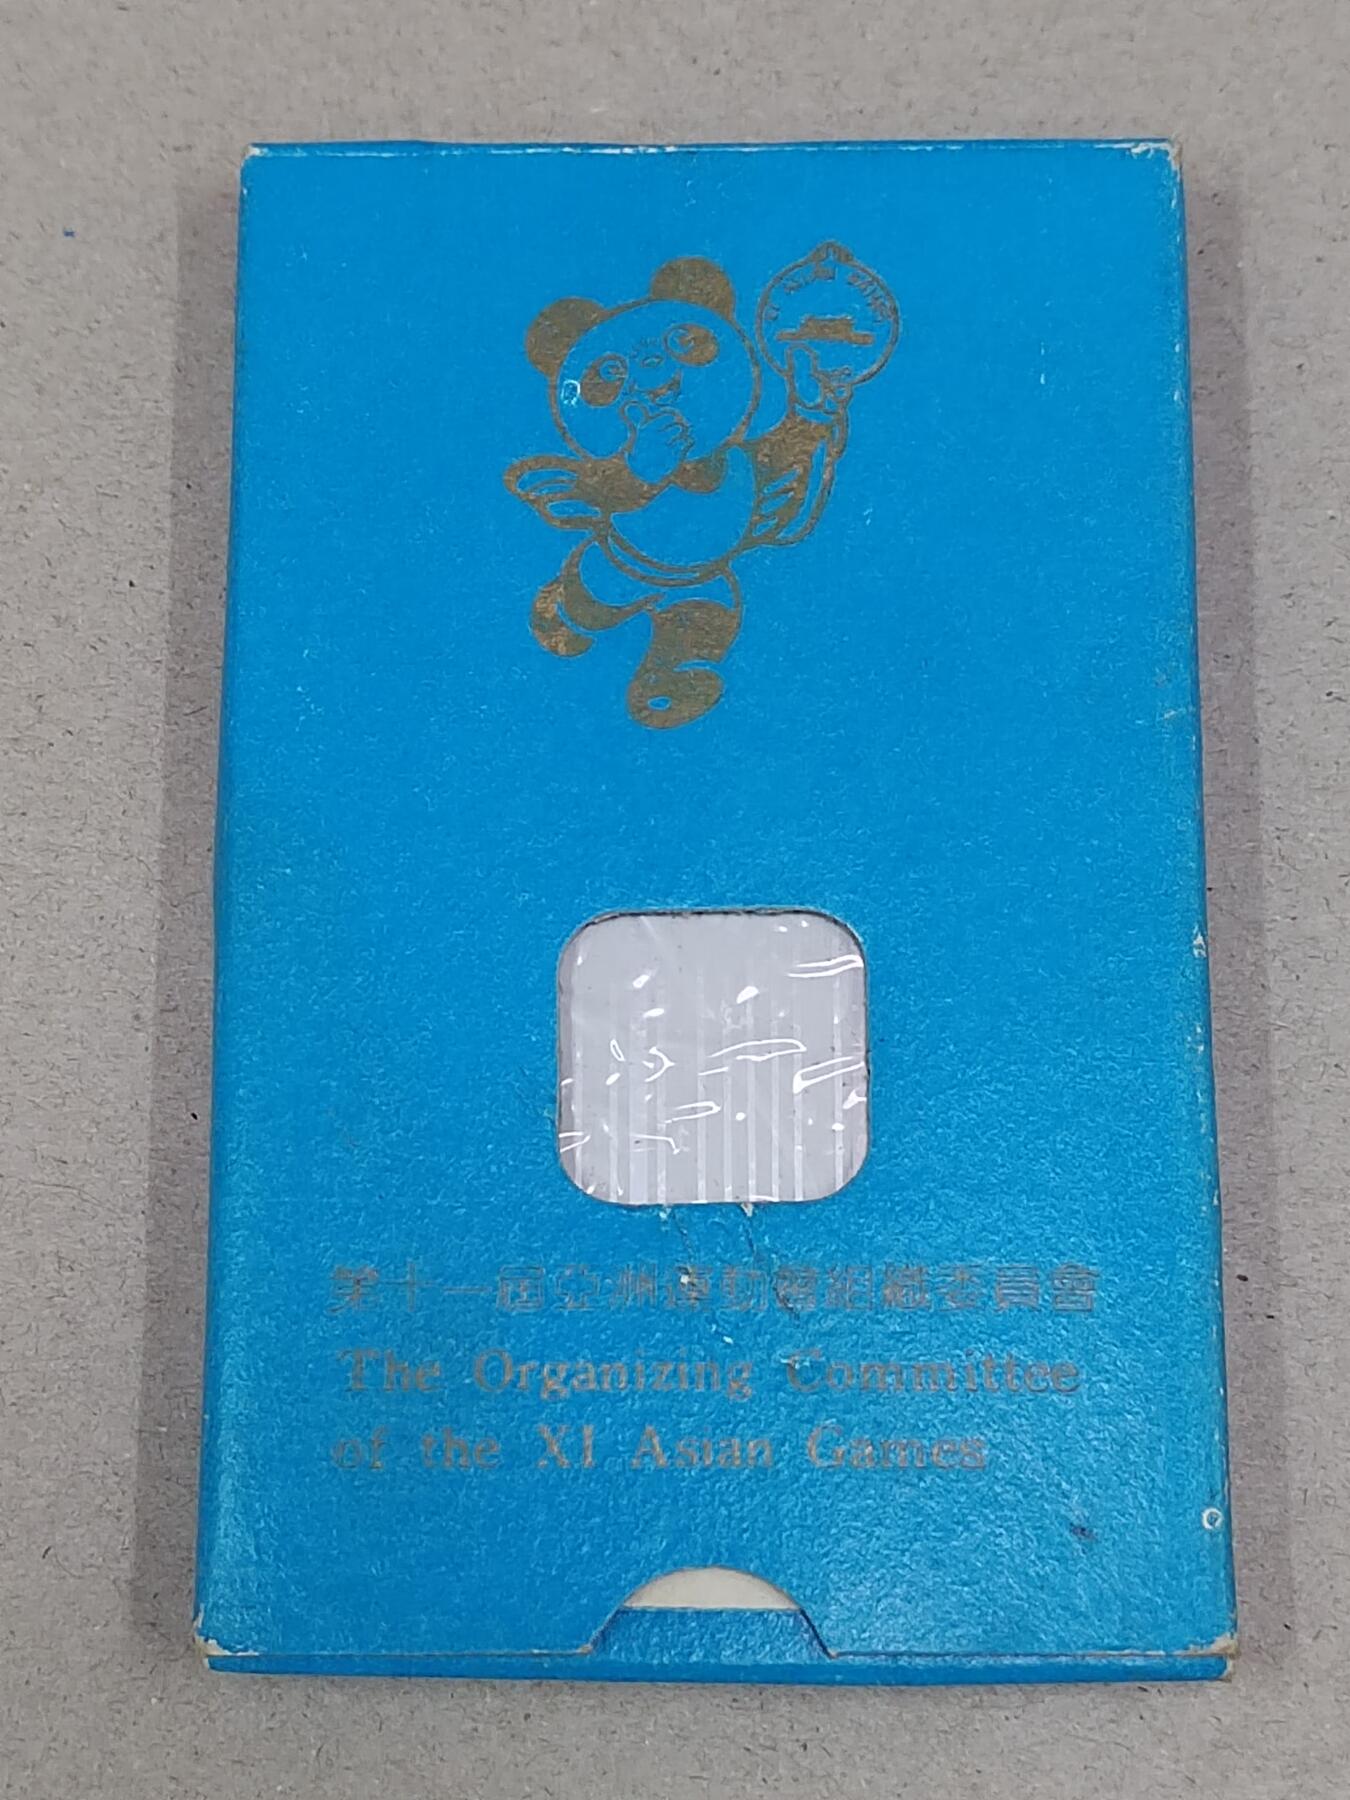 第十一届亞洲運動會組織委員會
The Organizing Committee
of the XI Asian Games